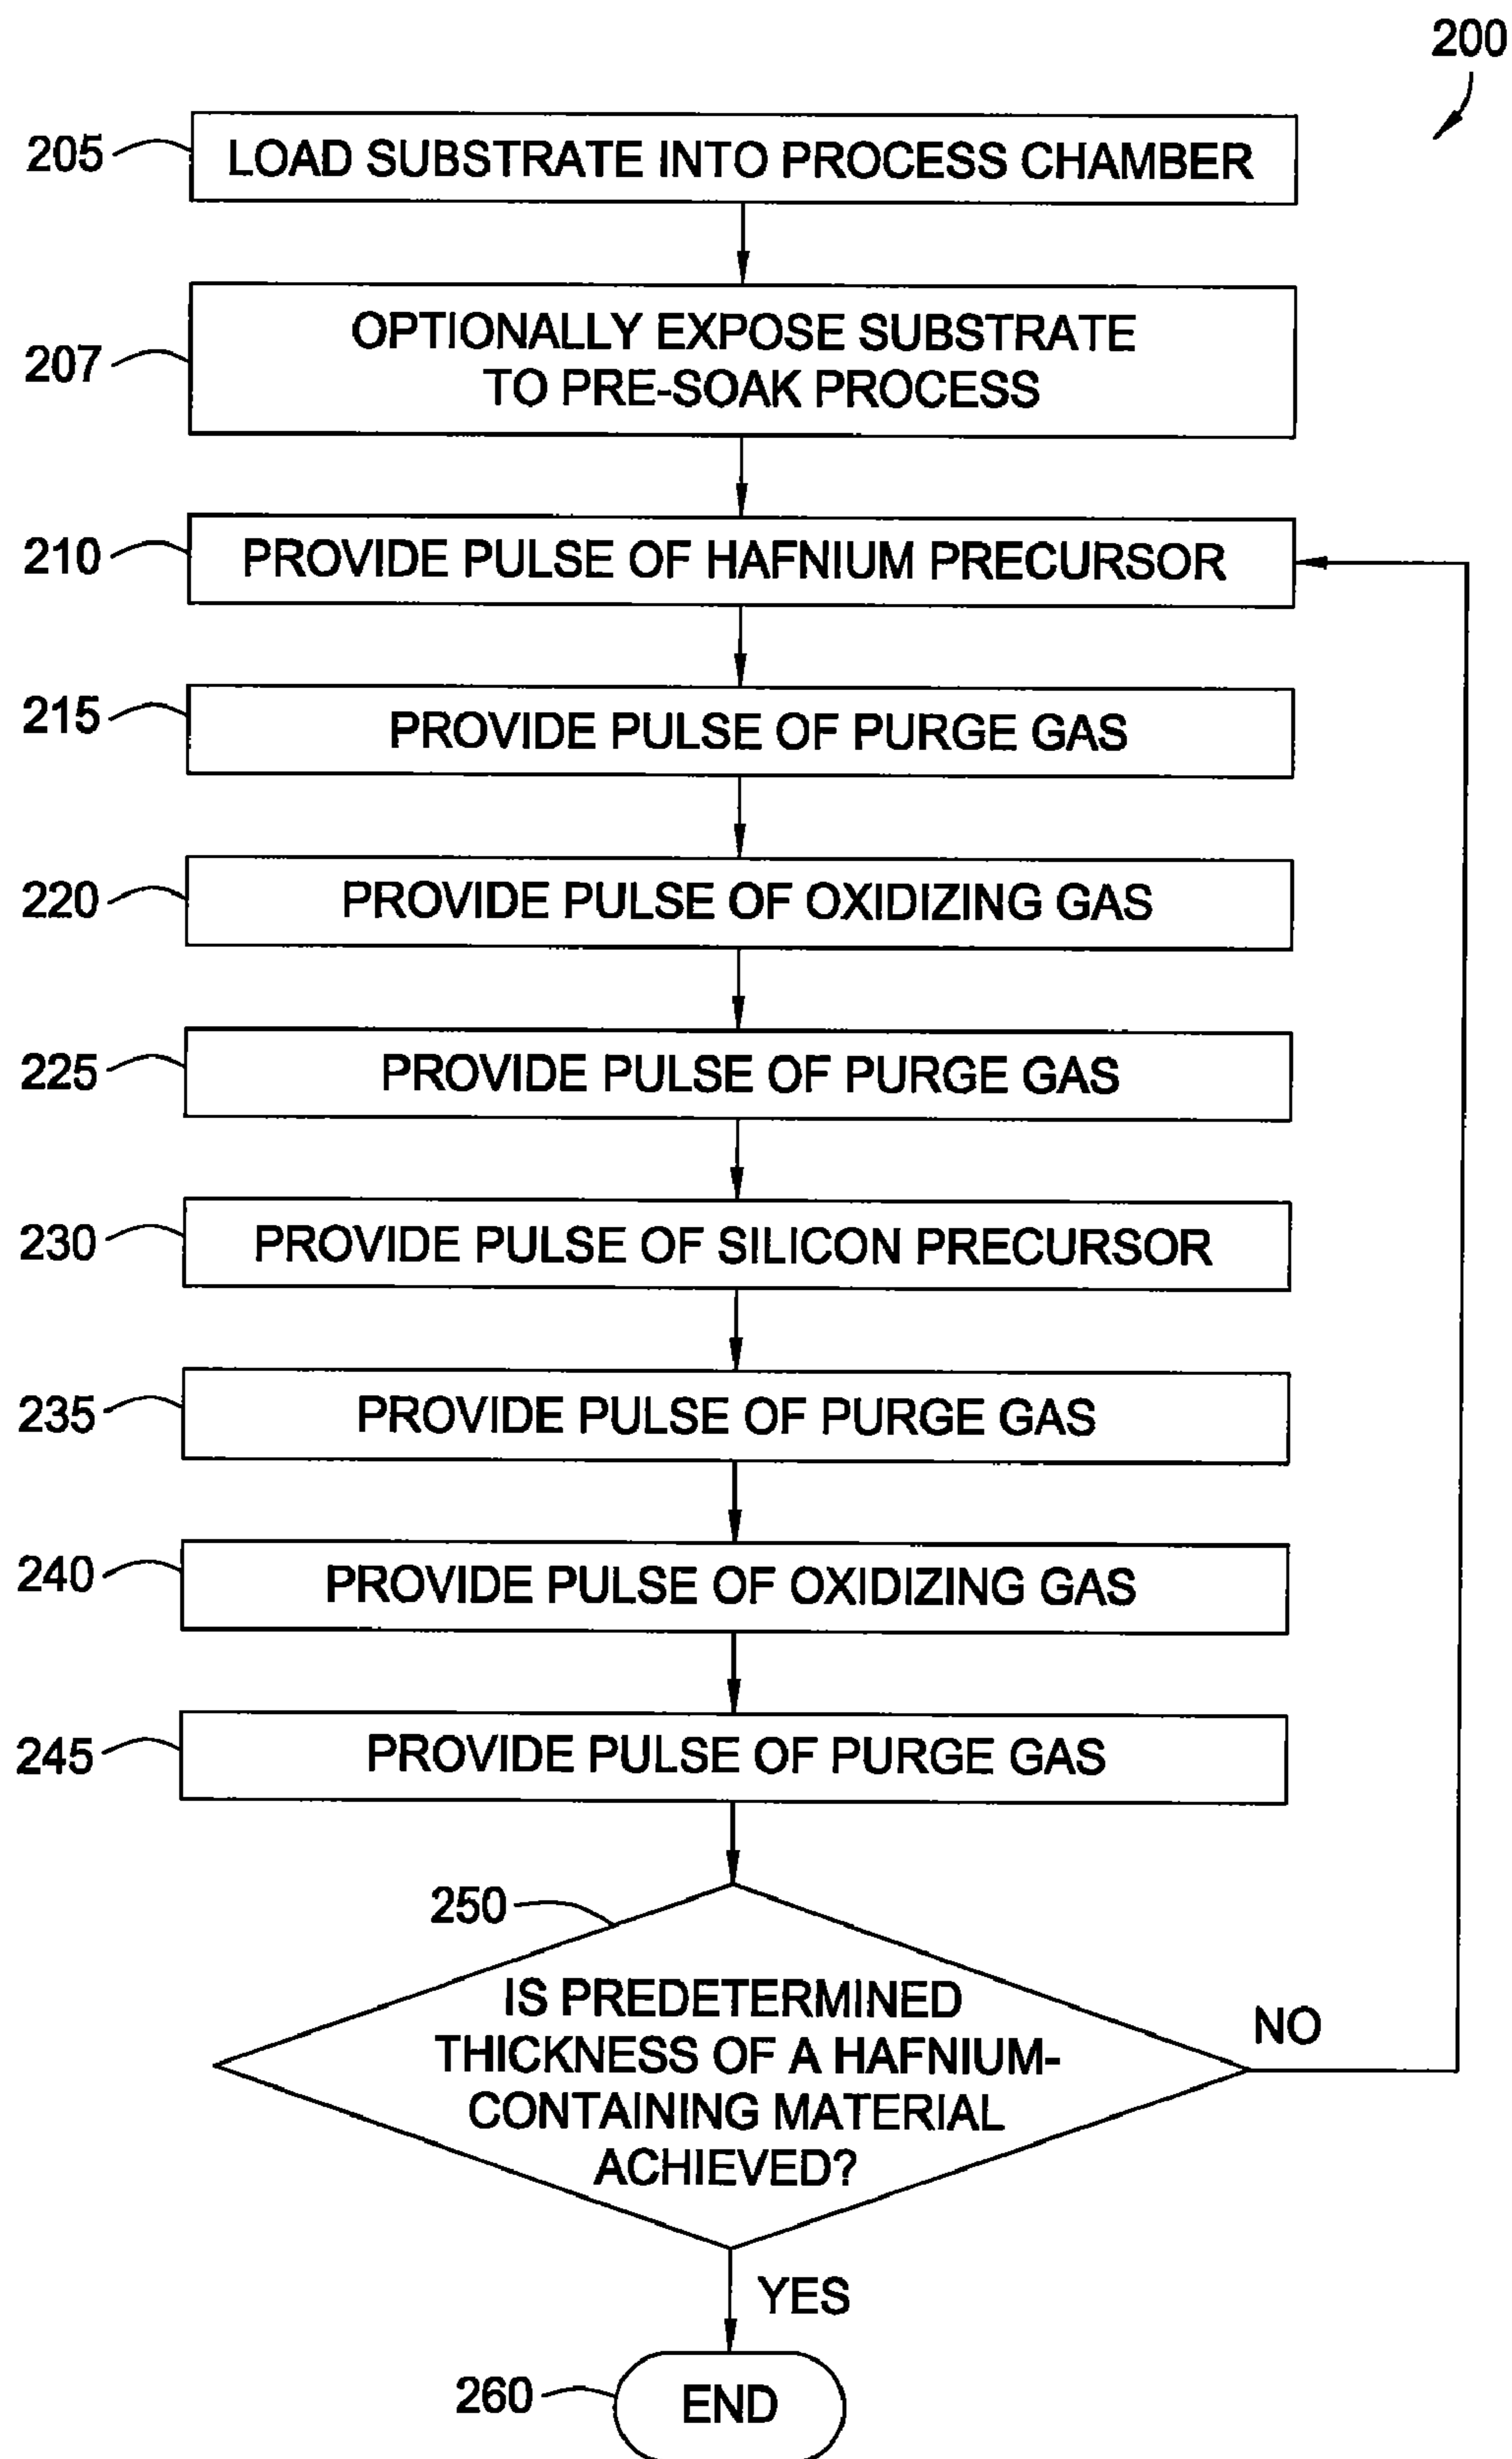 200
205 LOAD SUBSTRATE INTO PROCESS CHAMBER
207 OPTIONALLY EXPOSE SUBSTRATE
TO PRE-SOAK PROCESS
210 PROVIDE PULSE OF HAFNIUM PRECURSOR
215 PROVIDE PULSE OF PURGE GAS
220 PROVIDE PULSE OF OXIDIZING GAS
225 PROVIDE PULSE OF PURGE GAS
230 PROVIDE PULSE OF SILICON PRECURSOR
235 PROVIDE PULSE OF PURGE GAS
240 PROVIDE PULSE OF OXIDIZING GAS
245 PROVIDE PULSE OF PURGE GAS
250
IS PREDETERMINED
THICKNESS OF A HAFNIUM-
CONTAINING MATERIAL
ACHIEVED?
NO
YES
260 END